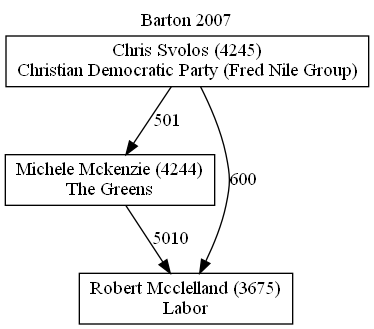 Barton 2007
Chris Svolos (4245)
Christian Democratic Party (Fred Nile Group)
501
Michele Mckenzie (4244)
The Greens
600
5010
Robert Mcclelland (3675)
Labor